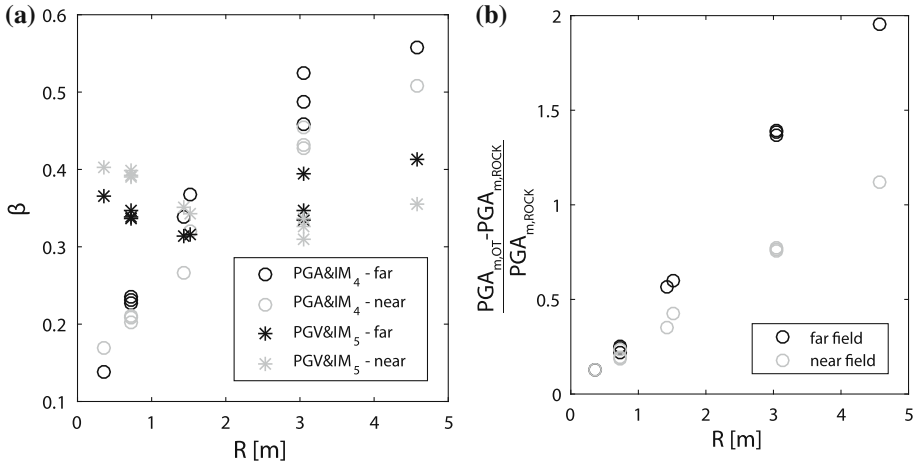 (a)
β
0.6
0.5
0.4
0.3
0.2
0.1
0 1 2 3 4 5
R [m]
PGA&IM4 - far
PGA&IM4 - near
PGV&IM5 - far
PGV&IM5 - near
(b)
PGAm,OT-PGAm,ROCK
PGAm,ROCK
2
1.5
1
0.5
0
0 1 2 3 4 5
R [m]
far field
near field